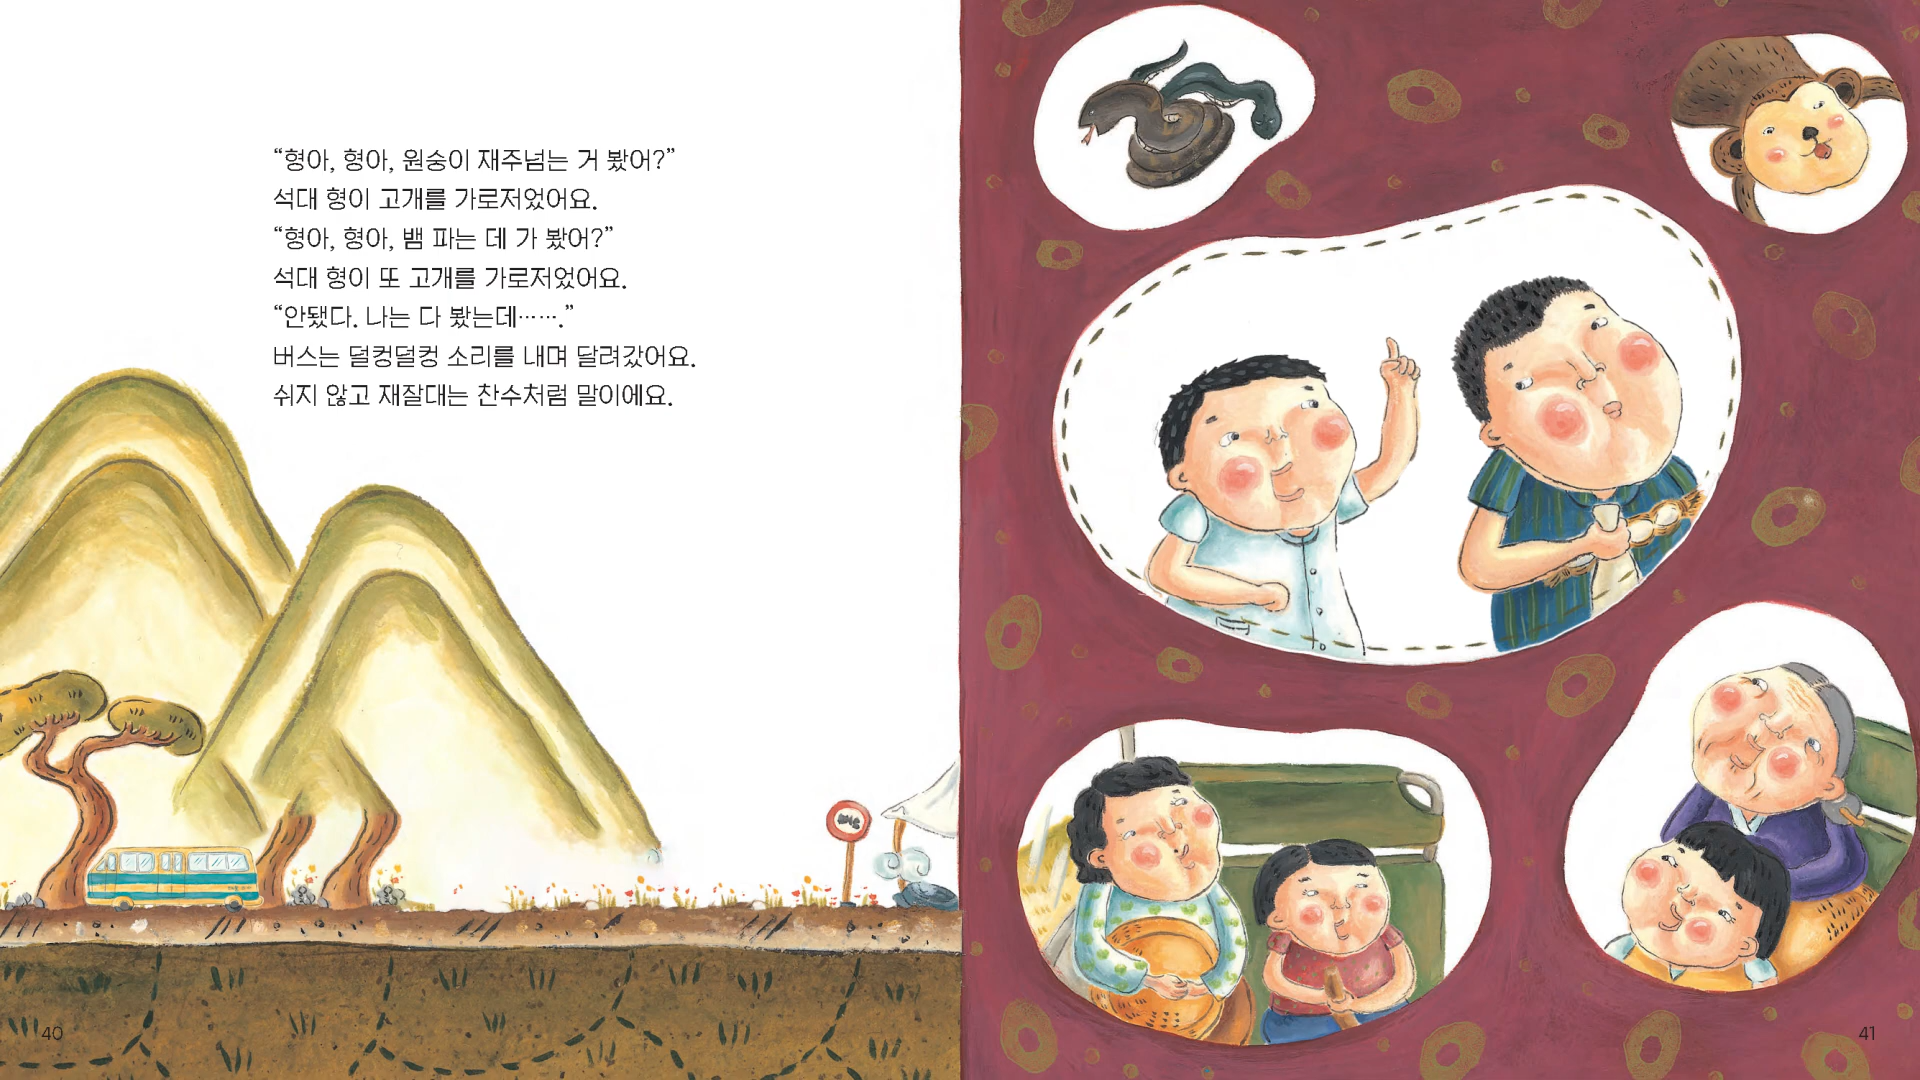 “형아, 형아, 원숭이 재주넘는 거 봤어?”
석대 형이 고개를 가로저었어요.
“형아, 형아, 뱀 파는 데 가 봤어?”
석대 형이 또 고개를 가로저었어요.
“안됐다. 나는 다 봤는데…….”
버스는 덜컹덜컹 소리를 내며 달려갔어요.
쉬지 않고 재잘대는 찬수처럼 말이에요.
40
41